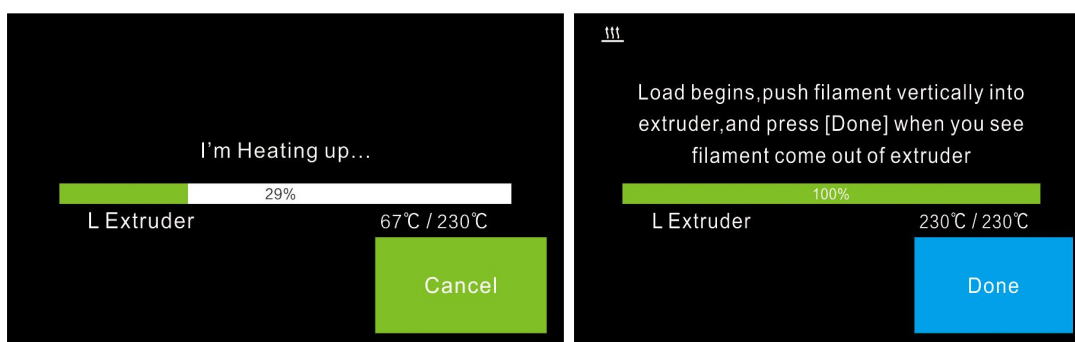 I’m Heating up...
29%
L Extruder 67℃ / 230℃
Cancel
Load begins,push filament vertically into
extruder,and press [Done] when you see
filament come out of extruder
100%
L Extruder 230℃ / 230℃
Done